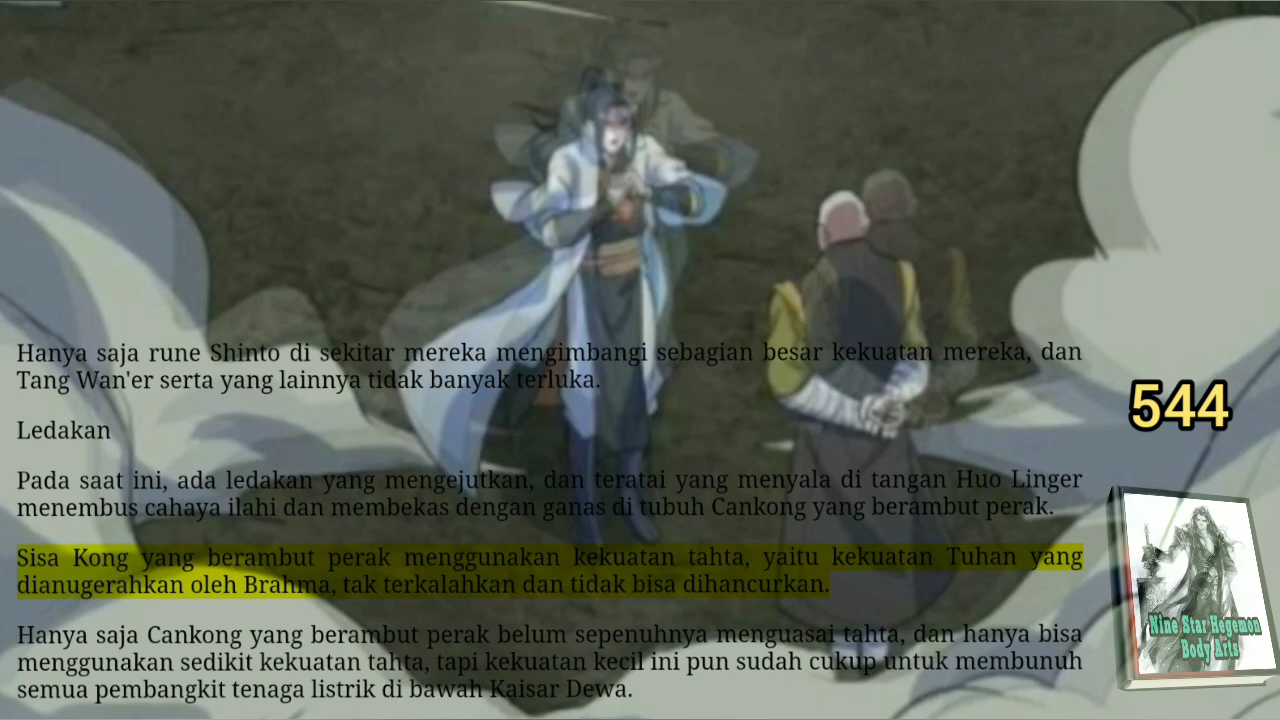 Hanya saja rune Shinto di sekitar mereka mengimbangi sebagian besar kekuatan mereka, dan
Tang Wan'er serta yang lainnya tidak banyak terluka.
Ledakan
Pada saat ini, ada ledakan yang mengejutkan, dan teratai yang menyala di tangan Huo Linger
menembus cahaya ilahi dan membekas dengan ganas di tubuh Cankong yang berambut perak.
Sisa Kong yang berambut perak menggunakan kekuatan tahta, yaitu kekuatan Tuhan yang
dianugerahkan oleh Brahma, tak terkalahkan dan tidak bisa dihancurkan.
Hanya saja Cankong yang berambut perak belum sepenuhnya menguasai tahta, dan hanya bisa
menggunakan sedikit kekuatan tahta, tapi kekuatan kecil ini pun sudah cukup untuk membunuh
semua pembangkit tenaga listrik di bawah Kaisar Dewa.
544
Nine Star Hegemon
Body Arts